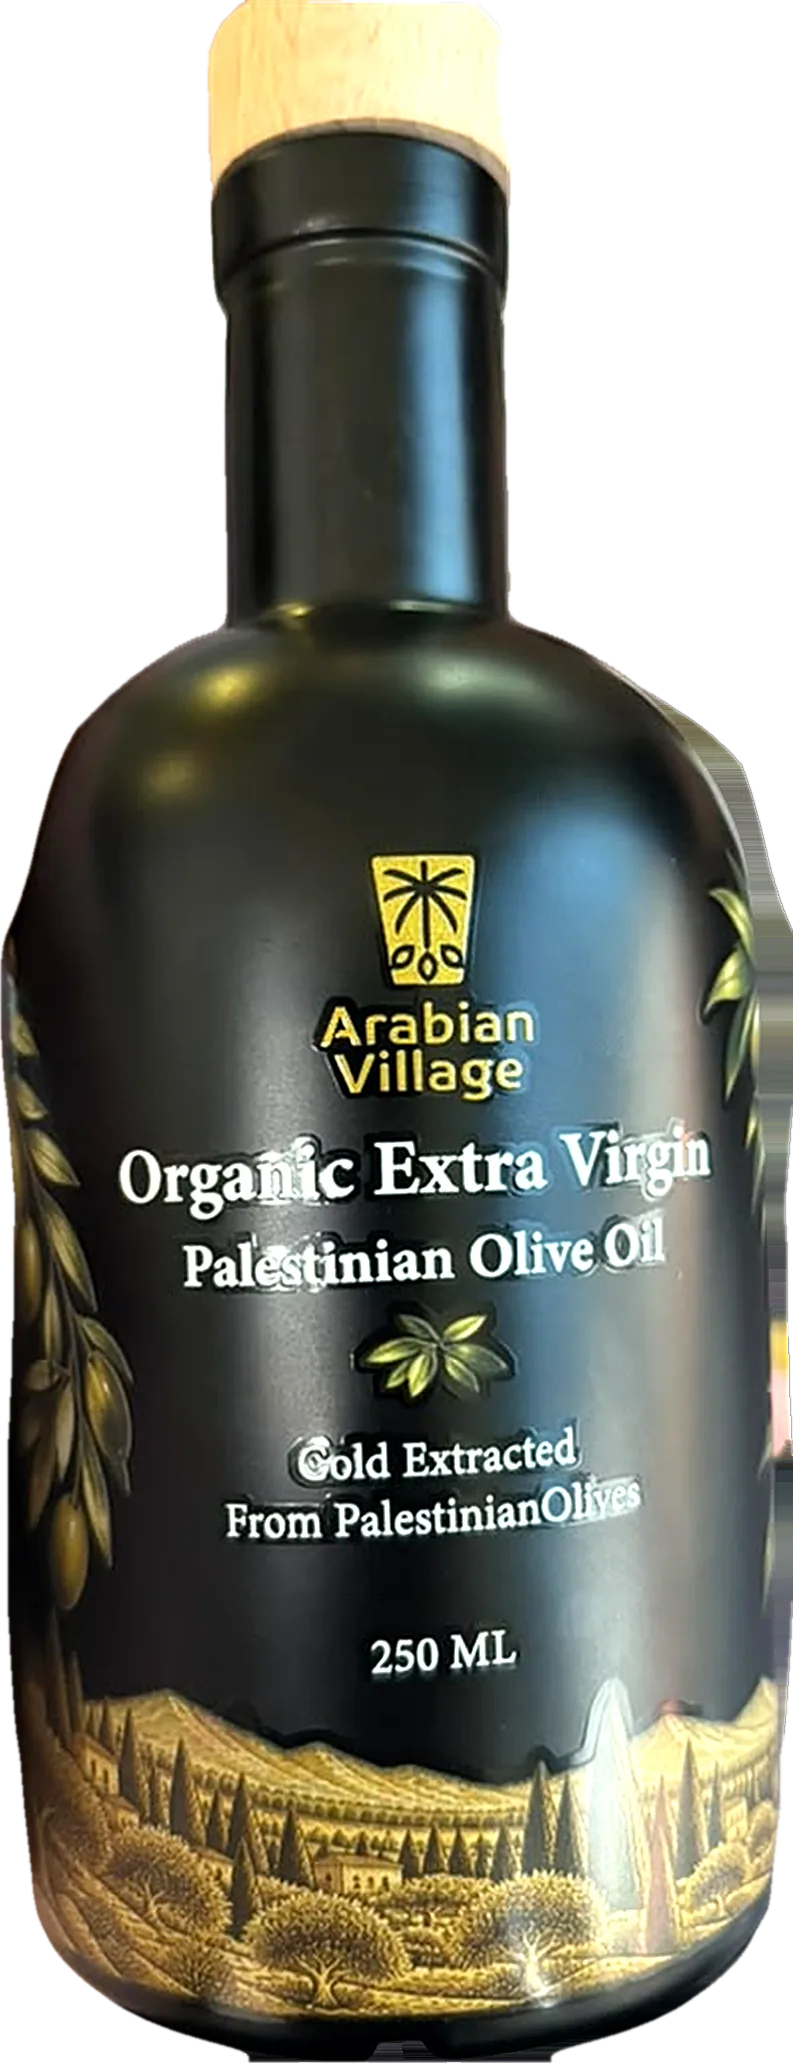 Arabian
Village
Organic Extra Virgin
Palestinian Olive Oil
Cold Extracted
From PalestinianOlives
250 ML